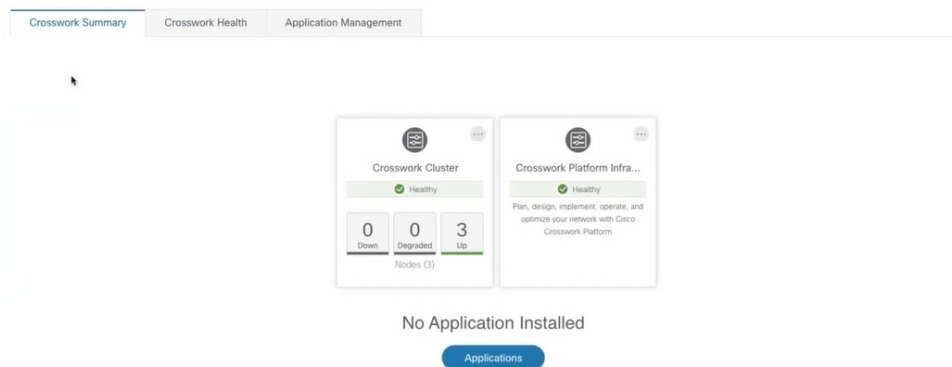 Crosswork Summary
Crosswork Health
Application Management
Crosswork Cluster
Healthy
0
Down
0
Degraded
3
Up
Nodes (3)
Crosswork Platform Infra...
Healthy
Plan, design, implement, operate, and
optimize your network with Cisco
Crosswork Platform
No Application Installed
Applications